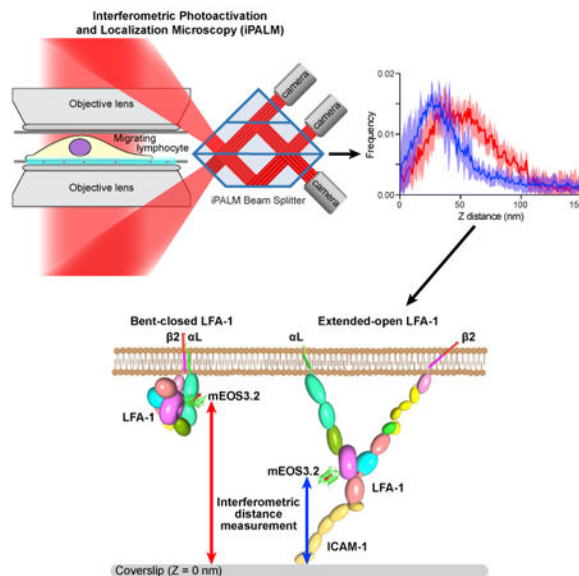 Interferometric Photoactivation
and Localization Microscopy (iPALM)
Objective lens
Migrating
lymphocyte
Objective lens
camera
camera
camera
iPALM Beam Splitter
Frequency
0.02
0.01
0.00
0
50
100
150
Z distance (nm)
Bent-closed LFA-1
β2 αL
LFA-1
mEOS3.2
Extended-open LFA-1
αL
β2
mEOS3.2
LFA-1
Interferometric
distance
measurement
ICAM-1
Coverslip (Z = 0 nm)